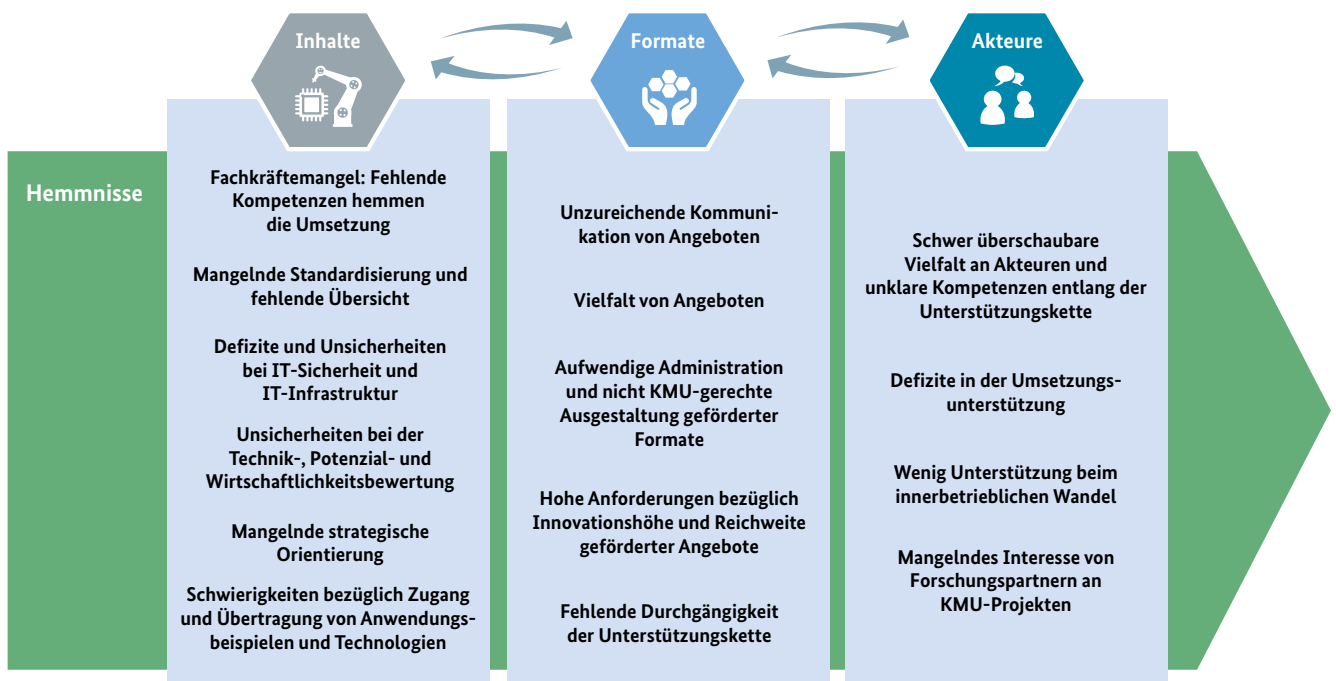 Inhalte
Formate
Akteure
Hemmnisse
Fachkräftemangel: Fehlende
Kompetenzen hemmen
die Umsetzung
Mangelnde Standardisierung und
fehlende Übersicht
Defizite und Unsicherheiten
bei IT-Sicherheit und
IT-Infrastruktur
Unsicherheiten bei der
Technik-, Potenzial- und
Wirtschaftlichkeitsbewertung
Mangelnde strategische
Orientierung
Schwierigkeiten bezüglich Zugang
und Übertragung von Anwendungs-
beispielen und Technologien
Unzureichende Kommuni-
kation von Angeboten
Vielfalt von Angeboten
Aufwendige Administration
und nicht KMU-gerechte
Ausgestaltung geförderter
Formate
Hohe Anforderungen bezüglich
Innovationshöhe und Reichweite
geförderter Angebote
Fehlende Durchgängigkeit
der Unterstützungskette
Schwer überschaubare
Vielfalt an Akteuren und
unklare Kompetenzen entlang der
Unterstützungskette
Defizite in der Umsetzungs-
unterstützung
Wenig Unterstützung beim
innerbetrieblichen Wandel
Mangelndes Interesse von
Forschungspartnern an
KMU-Projekten